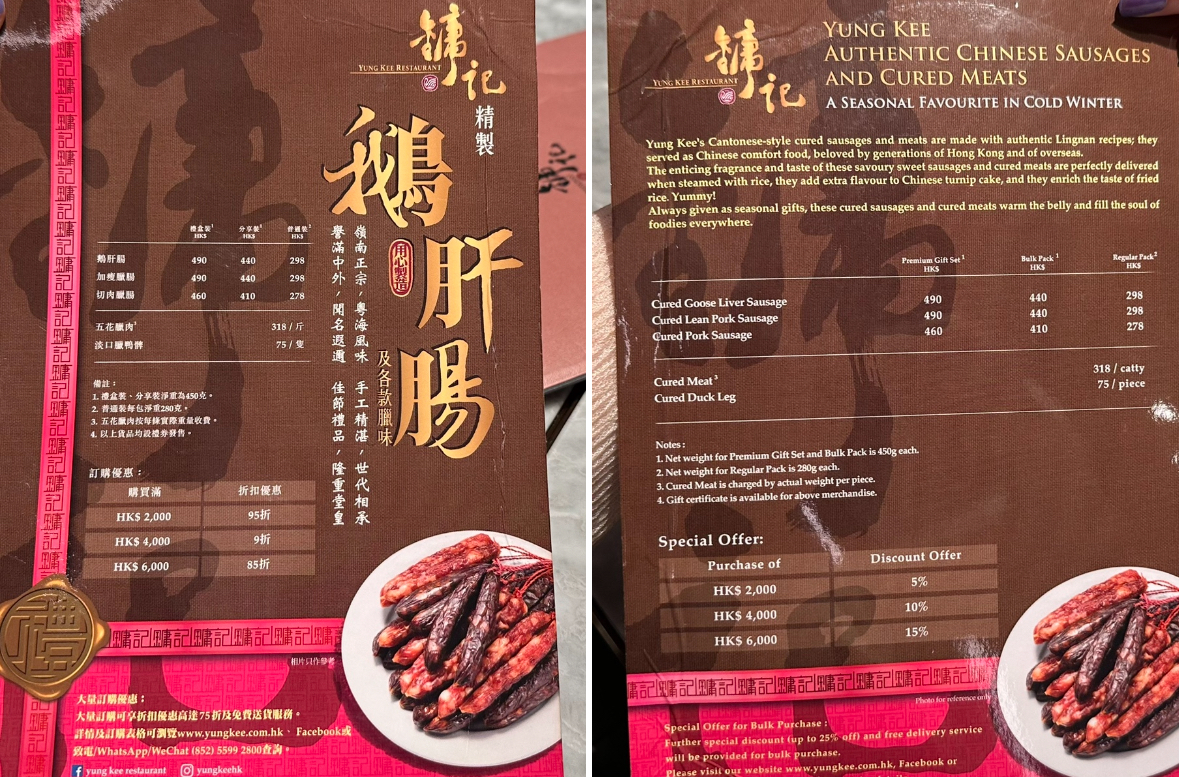 鏞記
YUNG KEE RESTAURANT
精製
鵝肝腸
用心製造
及各款臘味
嶺南正宗，粵海風味 手工精湛，世代相承
譽滿中外，聞名遐邇 佳節禮品，隆重堂皇
禮盒裝¹ 分享裝¹ 普通裝²
HK$ HK$ HK$
鵝肝腸 490 440 298
加瘦臘腸 490 440 298
切肉臘腸 460 410 278
五花臘肉³ 318 / 斤
淡口臘鴨髀 75 / 隻
備註：
1. 禮盒裝、分享裝淨重為450克。
2. 普通裝每包淨重280克。
3. 五花臘肉按每條實際重量收費。
4. 以上貨品均設禮券發售。
訂購優惠：
購買滿 折扣優惠
HK$ 2,000 95折
HK$ 4,000 9折
HK$ 6,000 85折
相片只作參考
大量訂購優惠：
大量訂購可享折扣優惠高達75折及免費送貨服務。
詳情及訂購表格可瀏覽www.yungkee.com.hk、Facebook或
致電/WhatsApp/WeChat (852) 5599 2800查詢。
yung kee restaurant yungkeehk
鏞記
YUNG KEE RESTAURANT
YUNG KEE
AUTHENTIC CHINESE SAUSAGES
AND CURED MEATS
A SEASONAL FAVOURITE IN COLD WINTER
Yung Kee's Cantonese-style cured sausages and meats are made with authentic Lingnan recipes; they
served as Chinese comfort food, beloved by generations of Hong Kong and of overseas.
The enticing fragrance and taste of these savoury sweet sausages and cured meats are perfectly delivered
when steamed with rice, they add extra flavour to Chinese turnip cake, and they enrich the taste of fried
rice. Yummy!
Always given as seasonal gifts, these cured sausages and cured meats warm the belly and fill the soul of
foodies everywhere.
Premium Gift Set¹ Bulk Pack¹ Regular Pack²
HK$ HK$ HK$
Cured Goose Liver Sausage 490 440 298
Cured Lean Pork Sausage 490 440 298
Cured Pork Sausage 460 410 278
Cured Meat³ 318 / catty
Cured Duck Leg 75 / piece
Notes :
1. Net weight for Premium Gift Set and Bulk Pack is 450g each.
2. Net weight for Regular Pack is 280g each.
3. Cured Meat is charged by actual weight per piece.
4. Gift certificate is available for above merchandise.
Special Offer:
Purchase of Discount Offer
HK$ 2,000 5%
HK$ 4,000 10%
HK$ 6,000 15%
Photo for reference only
Special Offer for Bulk Purchase :
Further special discount (up to 25% off) and free delivery service
will be provided for bulk purchase.
Please visit our website www.yungkee.com.hk, Facebook or